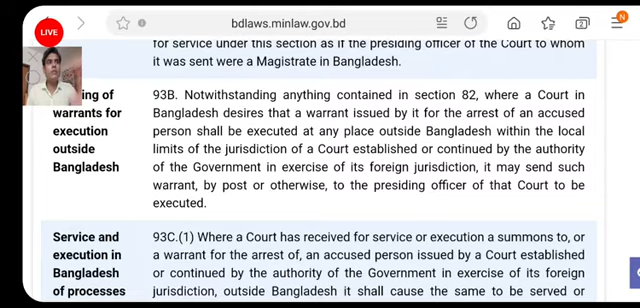 LIVE
bdlaws.minlaw.gov.bd
2
N
for service under this section as if the presiding officer of the Court to whom
it was sent were a Magistrate in Bangladesh.
ing of
warrants for
execution
outside
Bangladesh
93B. Notwithstanding anything contained in section 82, where a Court in
Bangladesh desires that a warrant issued by it for the arrest of an accused
person shall be executed at any place outside Bangladesh within the local
limits of the jurisdiction of a Court established or continued by the authority
of the Government in exercise of its foreign jurisdiction, it may send such
warrant, by post or otherwise, to the presiding officer of that Court to be
executed.
Service and
execution in
Bangladesh
of processes
93C.(1) Where a Court has received for service or execution a summons to, or
a warrant for the arrest of, an accused person issued by a Court established
or continued by the authority of the Government in exercise of its foreign
jurisdiction, outside Bangladesh it shall cause the same to be served or